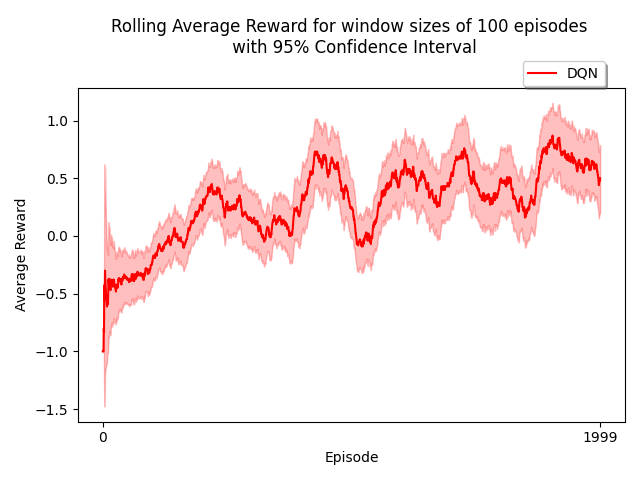 Rolling Average Reward for window sizes of 100 episodes
with 95% Confidence Interval
DQN
1.0
0.5
0.0
−0.5
−1.0
−1.5
Average Reward
0
1999
Episode